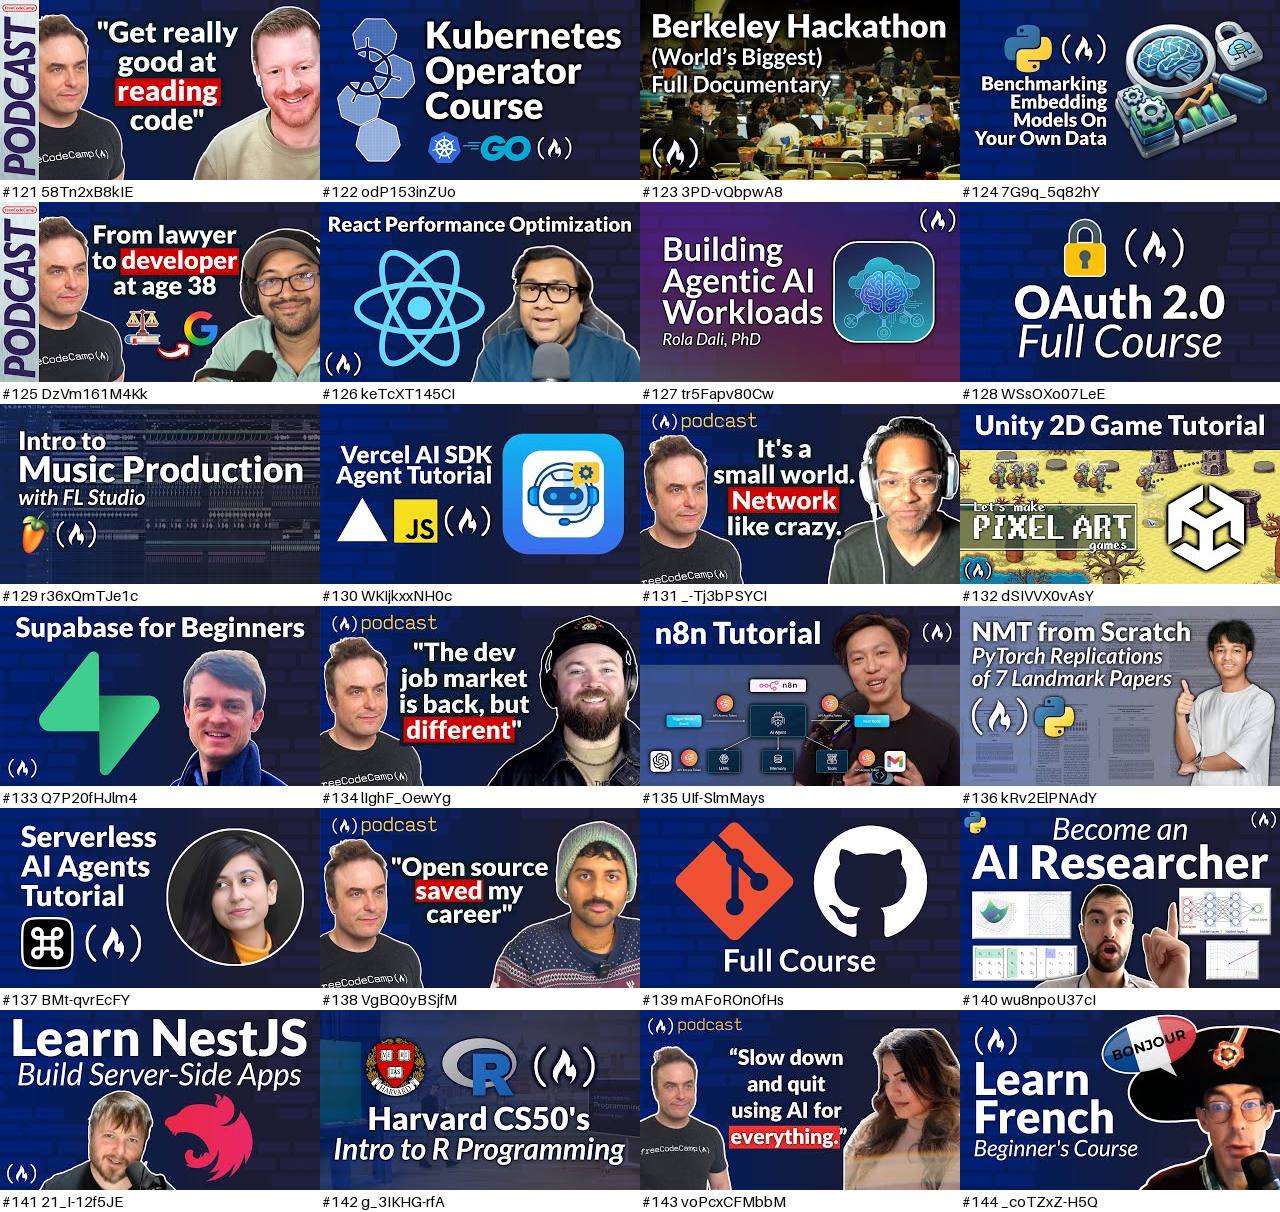 PODCAST
"Get really
good at
reading
code"
freeCodeCamp(
#121 58Tn2xB8kIE
Kubernetes
Operator
Course
GO
#122 odP153inZUo
Berkeley Hackathon
(World's Biggest)
Full Documentary
#123 3PD-vQbpwA8
Benchmarking
Embedding
Models On
Your Own Data
#124 7G9q_5q82hY
PODCAST
From lawyer
to developer
at age 38
eCodeCamp(
#125 DzVm161M4Kk
React Performance Optimization
#126 keTcXT145CI
Building
Agentic AI
Workloads
Rola Dali, PhD
#127 tr5Fapv80Cw
OAuth 2.0
Full Course
#128 WSsOXo07LeE
Intro to
Music Production
with FL Studio
#129 r36xQmTJe1c
Vercel AI SDK
Agent Tutorial
JS
#130 WKIjkxxNH0c
podcast
It's a
small world.
Network
like crazy.
reeCodeCamp(
#131 _-Tj3bPSYCI
Unity 2D Game Tutorial
Let's make
PIXEL ART
games
#132 dSIVVX0vAsY
Supabase for Beginners
#133 Q7P20fHJlm4
podcast
"The dev
job market
is back, but
different"
reeCodeCamp(
#134 lIghF_OewYg
n8n Tutorial
n8n
AI Agent
LLMs
Memory
Tools
#135 UIf-SlmMays
NMT from Scratch
PyTorch Replications
of 7 Landmark Papers
#136 kRv2ElPNAdY
Serverless
AI Agents
Tutorial
#137 BMt-qvrEcFY
podcast
"Open source
saved my
career"
reeCodeCamp(
#138 VgBQ0yBSjfM
Full Course
#139 mAFoROnOfHs
Become an
AI Researcher
#140 wu8npoU37cI
Learn NestJS
Build Server-Side Apps
#141 21_I-12f5JE
HARVARD
R
Harvard CS50's
Intro to R Programming
#142 g_3IKHG-rfA
podcast
“Slow down
and quit
using AI for
everything.”
freeCodeCamp(
#143 voPcxCFMbbM
BONJOUR
Learn
French
Beginner's Course
#144 _coTZxZ-H5Q